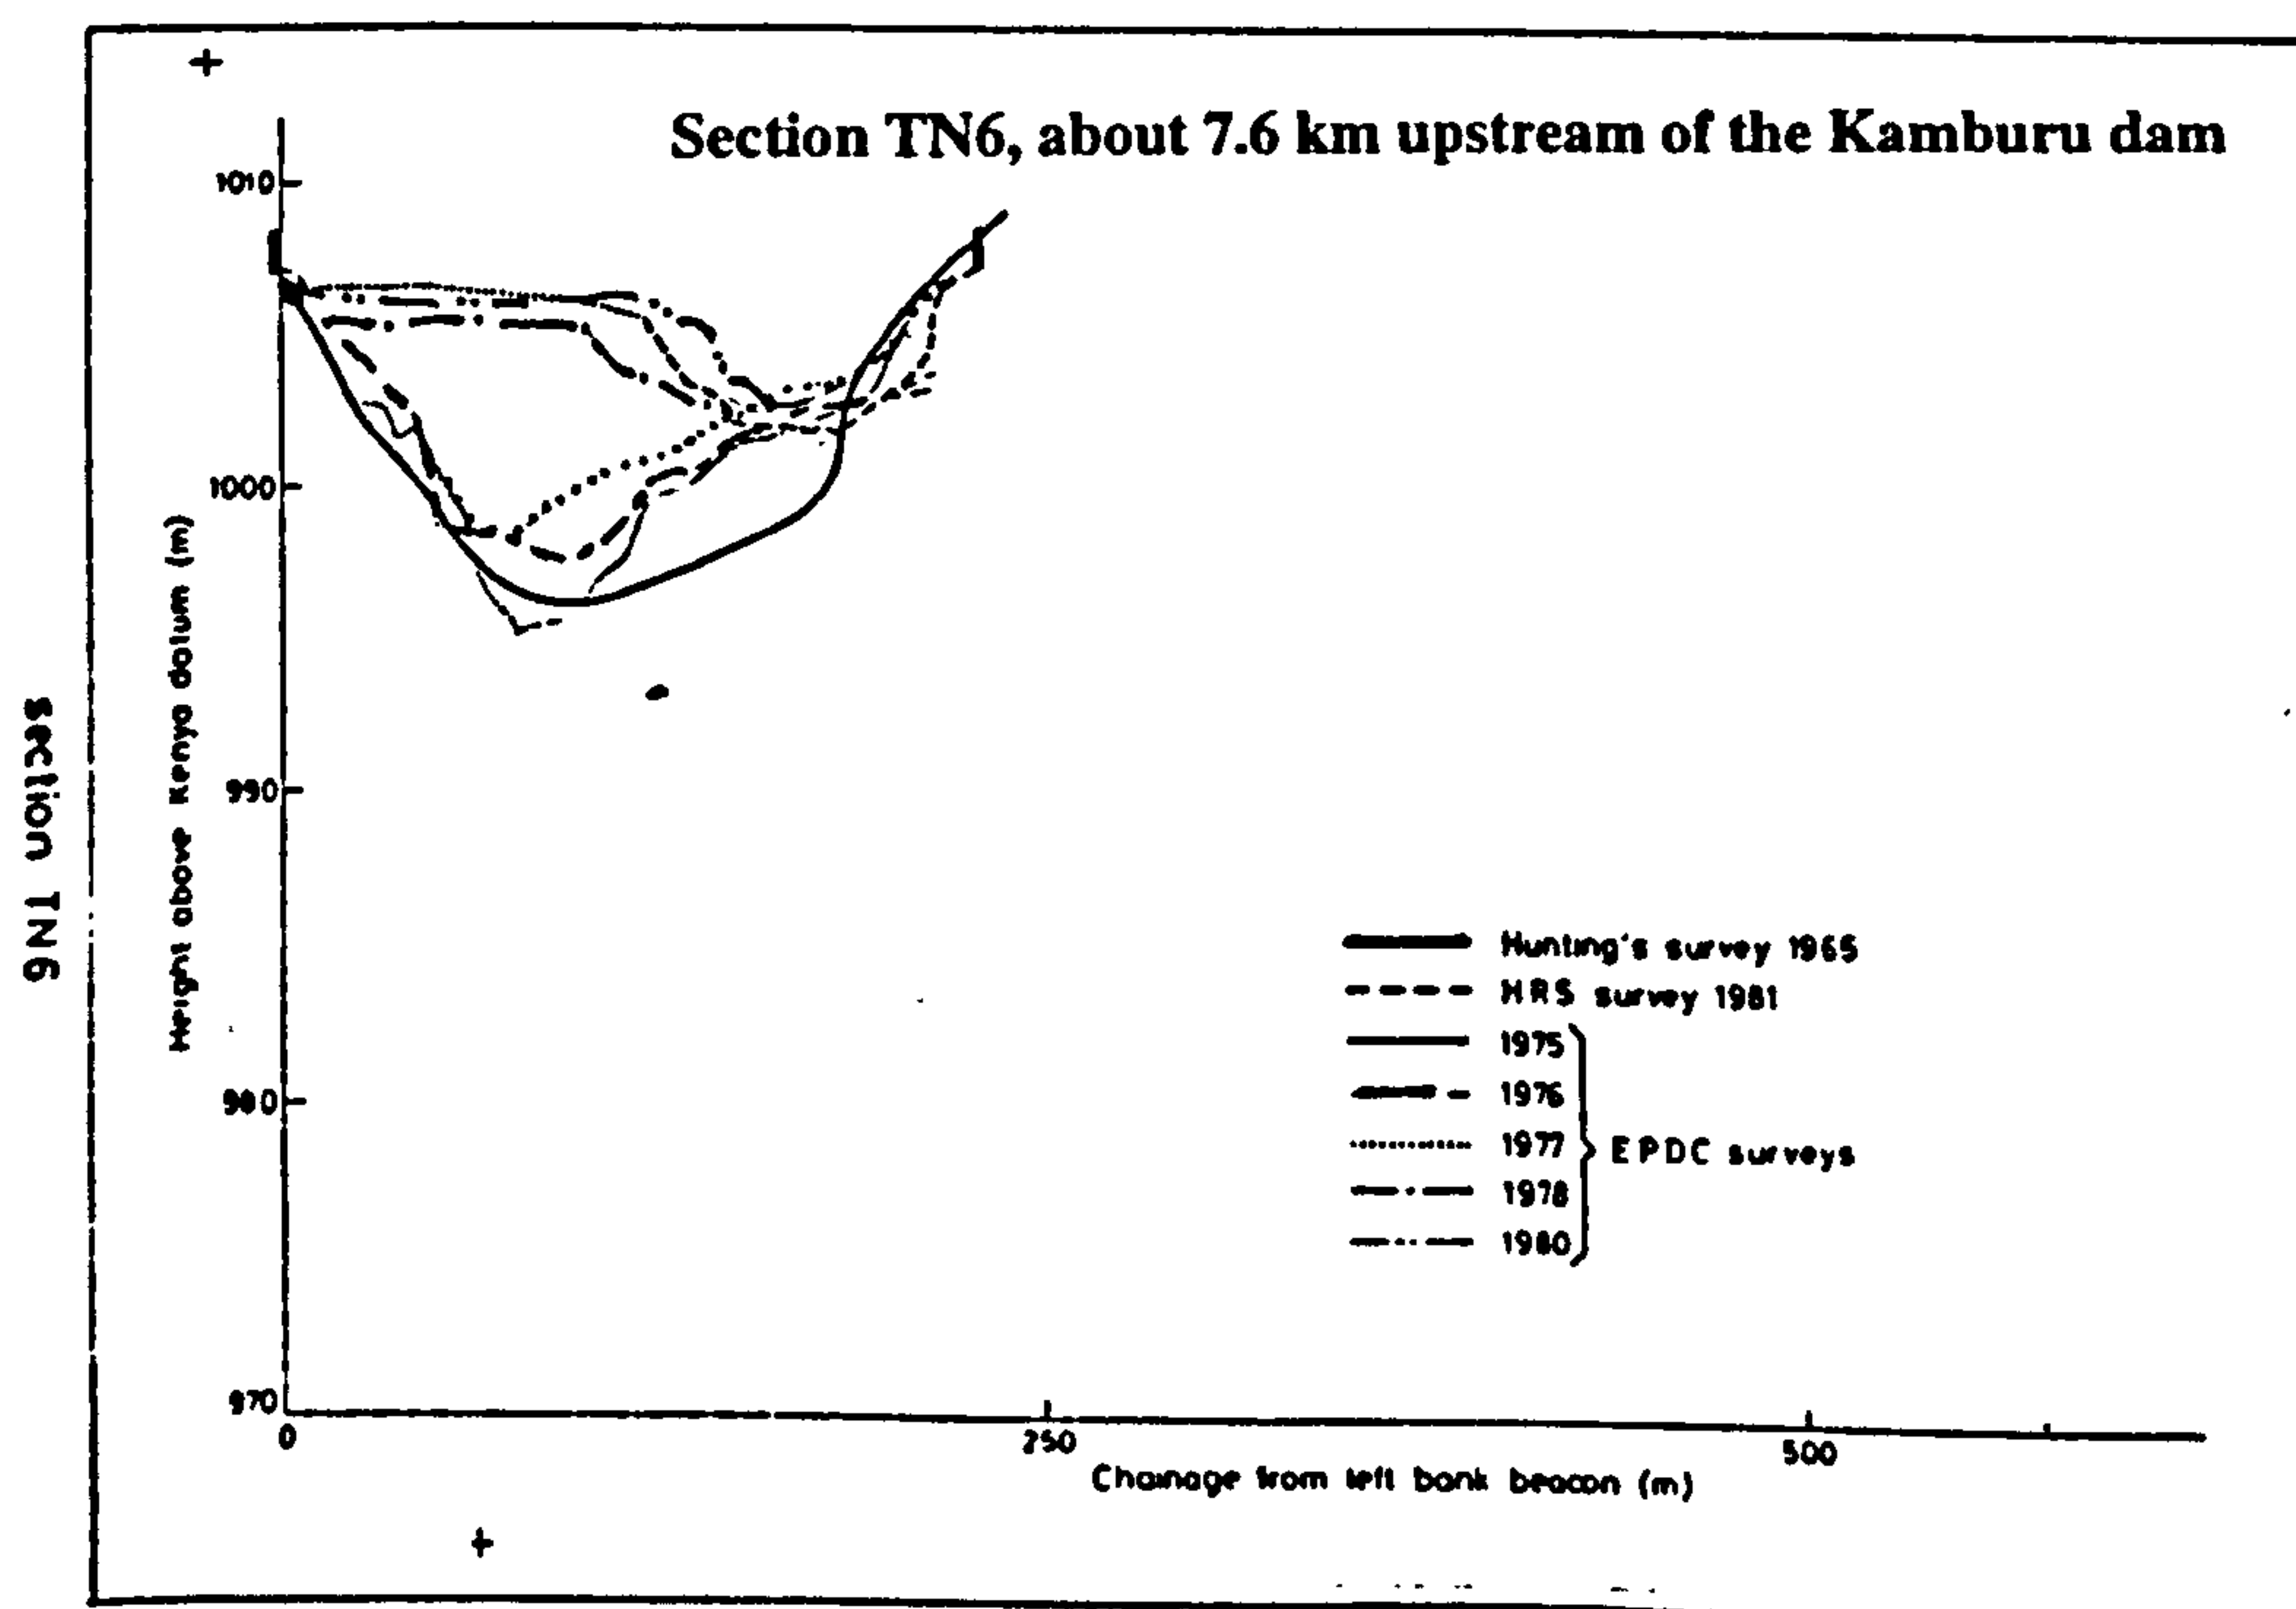 Section TN6, about 7.6 km upstream of the Kamburu dam
1010
1000
990
980
970
Height above Kenya datum (m)
section TN6
0
250
500
Chainage from left bank beacon (m)
Hunting's survey 1965
HRS survey 1981
1975
1976
1977
1978
1980
EPDC surveys